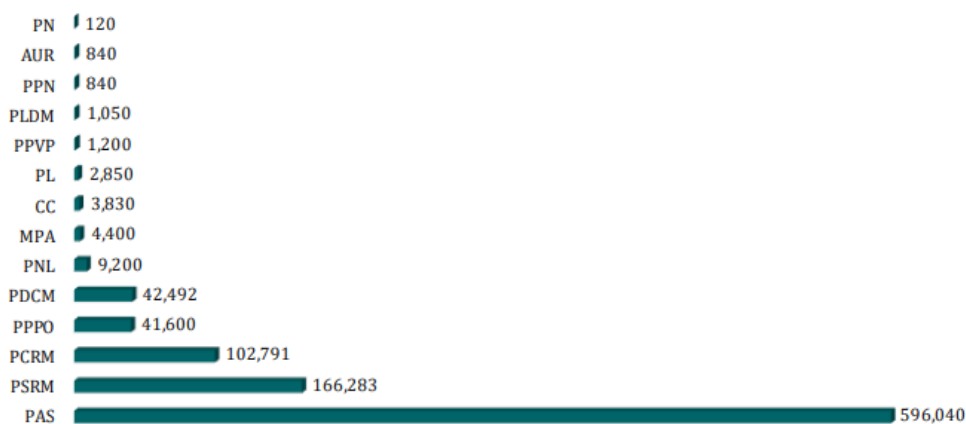 PN 120
AUR 840
PPN 840
PLDM 1,050
PPVP 1,200
PL 2,850
CC 3,830
MPA 4,400
PNL 9,200
PDCM 42,492
PPPO 41,600
PCRM 102,791
PSRM 166,283
PAS 596,040